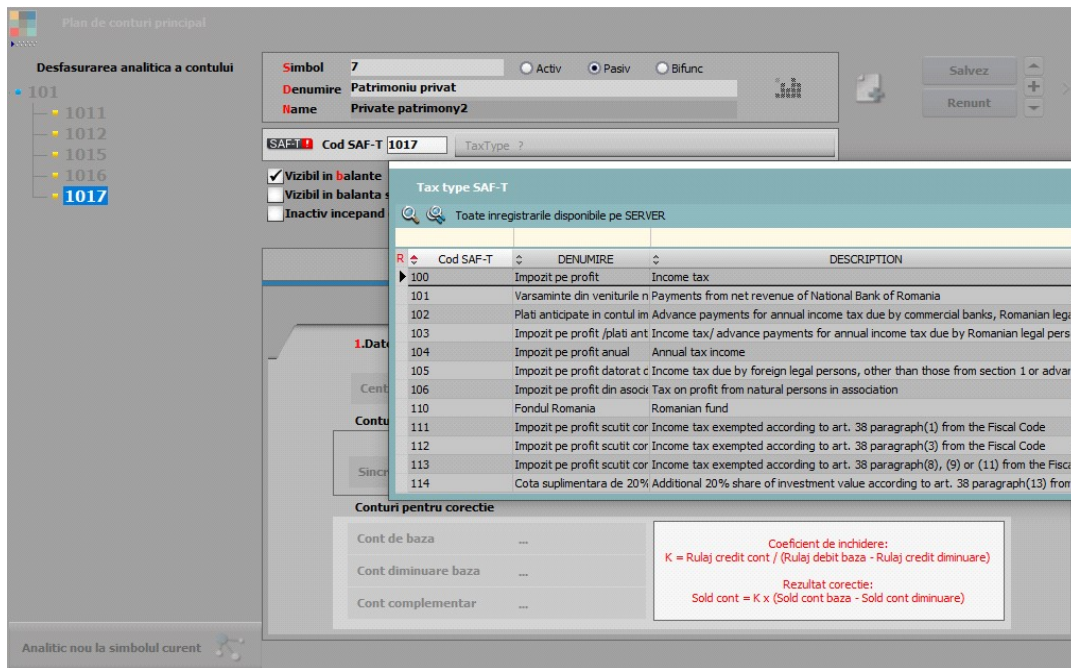 Plan de conturi principal
Desfasurarea analitica a contului
101
1011
1012
1015
1016
1017
Simbol 7 Activ Pasiv Bifunc
Denumire Patrimoniu privat
Name Private patrimony2
Salvez
Renunt
SAF-T! Cod SAF-T 1017 TaxType ?
Vizibil in balante
Vizibil in balanta s
Inactiv incepand
Tax type SAF-T
Toate inregistrarile disponibile pe SERVER
R Cod SAF-T DENUMIRE DESCRIPTION
100 Impozit pe profit Income tax
101 Varsaminte din veniturile n Payments from net revenue of National Bank of Romania
102 Plati anticipate in contul im Advance payments for annual income tax due by commercial banks, Romanian lega
103 Impozit pe profit /plati ant Income tax/ advance payments for annual income tax due by Romanian legal pers
104 Impozit pe profit anual Annual tax income
105 Impozit pe profit datorat c Income tax due by foreign legal persons, other than those from section 1 or advar
106 Impozit pe profit din asocie Tax on profit from natural persons in association
110 Fondul Romania Romanian fund
111 Impozit pe profit scutit cor Income tax exempted according to art. 38 paragraph(1) from the Fiscal Code
112 Impozit pe profit scutit cor Income tax exempted according to art. 38 paragraph(3) from the Fiscal Code
113 Impozit pe profit scutit cor Income tax exempted according to art. 38 paragraph(8), (9) or (11) from the Fisca
114 Cota suplimentara de 20% Additional 20% share of investment value according to art. 38 paragraph(13) from
1.Date
Cent
Contu
Sincr
Conturi pentru corectie
Cont de baza ...
Cont diminuare baza ...
Cont complementar ...
Coeficient de inchidere:
K = Rulaj credit cont / (Rulaj debit baza - Rulaj credit diminuare)
Rezultat corectie:
Sold cont = K x (Sold cont baza - Sold cont diminuare)
Analitic nou la simbolul curent